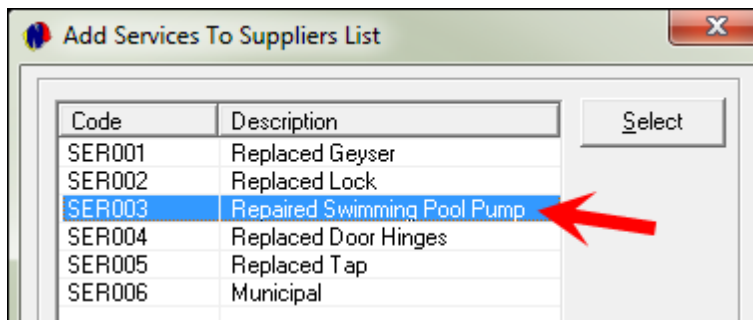 Add Services To Suppliers List
Code Description Select
SER001 Replaced Geyser
SER002 Replaced Lock
SER003 Repaired Swimming Pool Pump
SER004 Replaced Door Hinges
SER005 Replaced Tap
SER006 Municipal